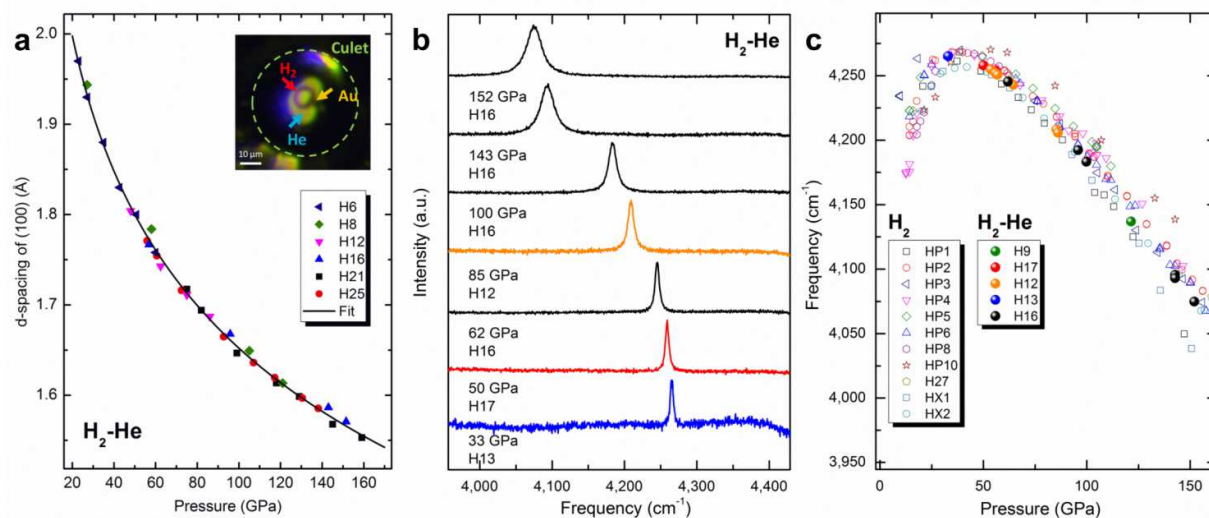 a
2.0
1.9
1.8
1.7
1.6
d-spacing of (100) (Å)
20 40 60 80 100 120 140 160
Pressure (GPa)
H₂-He
Culet
H₂
Au
He
10 µm
H6
H8
H12
H16
H21
H25
Fit
b
H₂-He
152 GPa
H16
143 GPa
H16
100 GPa
H16
85 GPa
H12
62 GPa
H16
50 GPa
H17
33 GPa
H13
Intensity (a.u.)
4,000 4,100 4,200 4,300 4,400
Frequency (cm⁻¹)
c
4,250
4,200
4,150
4,100
4,050
4,000
3,950
Frequency (cm⁻¹)
H₂
HP1
HP2
HP3
HP4
HP5
HP6
HP8
HP10
H27
HX1
HX2
H₂-He
H9
H17
H12
H13
H16
0 50 100 150
Pressure (GPa)